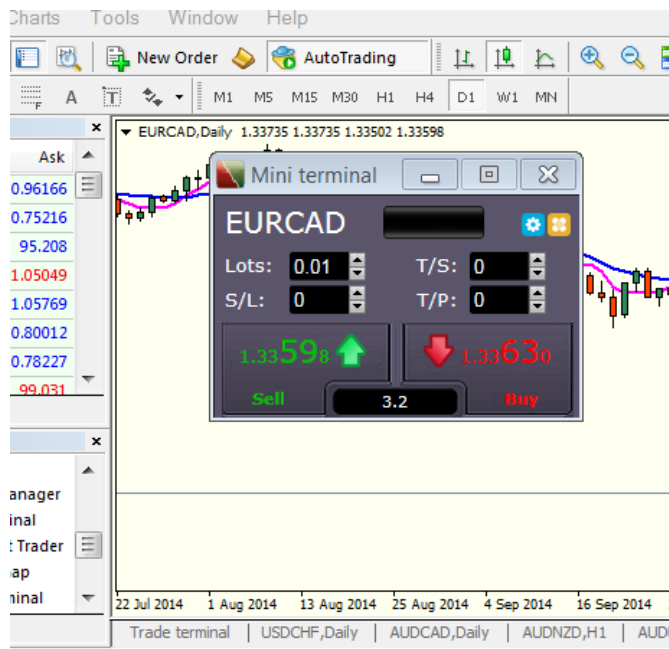 Charts Tools Window Help
New Order AutoTrading
F A T M1 M5 M15 M30 H1 H4 D1 W1 MN
EURCAD,Daily 1.33735 1.33735 1.33502 1.33598
Ask
0.96166
0.75216
95.208
1.05049
1.05769
0.80012
0.78227
99.031
Mini terminal
EURCAD
Lots: 0.01 T/S: 0
S/L: 0 T/P: 0
1.33598 1.33630
Sell 3.2 Buy
anager
inal
t Trader
ap
ninal
22 Jul 2014 1 Aug 2014 13 Aug 2014 25 Aug 2014 4 Sep 2014 16 Sep 2014
Trade terminal | USDCHF,Daily | AUDCAD,Daily | AUDNZD,H1 | AUD